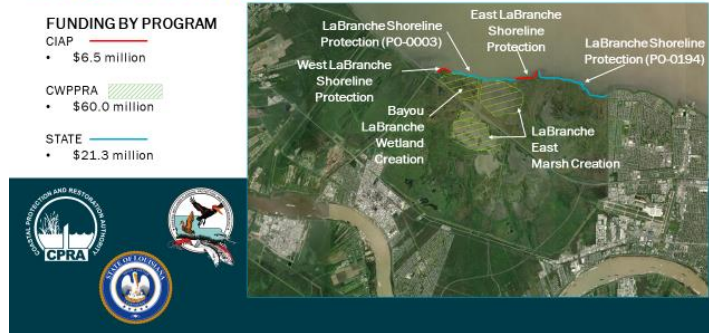 FUNDING BY PROGRAM
CIAP
• $6.5 million
CWPPRA
• $60.0 million
STATE
• $21.3 million
LaBranche Shoreline
Protection (PO-0003)
East LaBranche
Shoreline
Protection
LaBranche Shoreline
Protection (PO-0194)
West LaBranche
Shoreline
Protection
Bayou
LaBranche
Wetland
Creation
LaBranche
East
Marsh Creation
COASTAL PROTECTION AND RESTORATION AUTHORITY
CPRA
STATE OF LOUISIANA